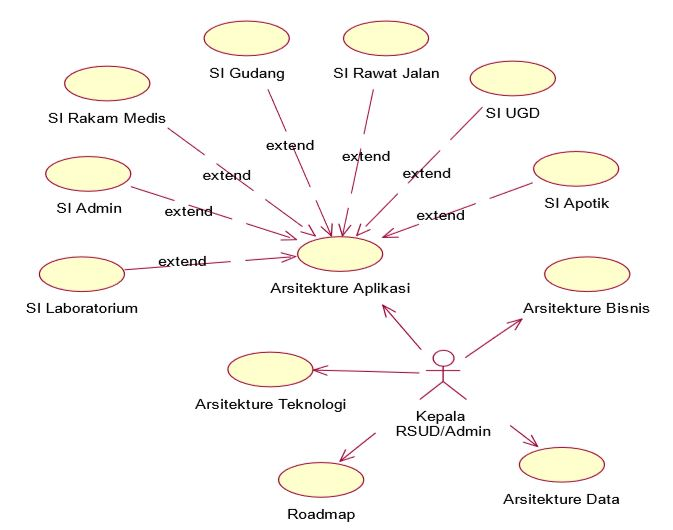 SI Gudang
SI Rawat Jalan
SI Rakam Medis
SI UGD
extend
extend
extend
extend
SI Admin
extend
extend
SI Apotik
extend
SI Laboratorium
Arsitekture Aplikasi
Arsitekture Bisnis
Arsitekture Teknologi
Kepala
RSUD/Admin
Roadmap
Arsitekture Data